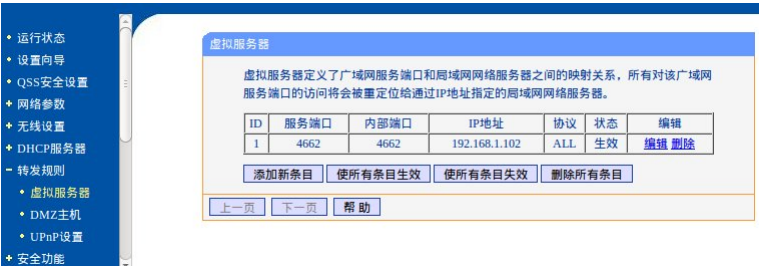 运行状态
设置向导
QSS安全设置
网络参数
无线设置
DHCP服务器
转发规则
虚拟服务器
DMZ主机
UPnP设置
安全功能
虚拟服务器
虚拟服务器定义了广域网服务端口和局域网网络服务器之间的映射关系，所有对该广域网
服务端口的访问将会被重定位给通过IP地址指定的局域网网络服务器。
ID 服务端口 内部端口 IP地址 协议 状态 编辑
1 4662 4662 192.168.1.102 ALL 生效 编辑 删除
添加新条目 使所有条目生效 使所有条目失效 删除所有条目
上一页 下一页 帮助